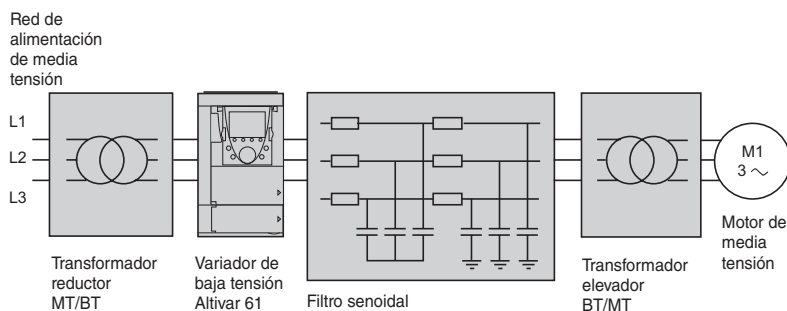 Red de
alimentación
de media
tensión
L1
L2
L3
M1
3 ~
Motor de
media
tensión
Transformador
reductor
MT/BT
Variador de
baja tensión
Altivar 61
Filtro senoidal
Transformador
elevador
BT/MT